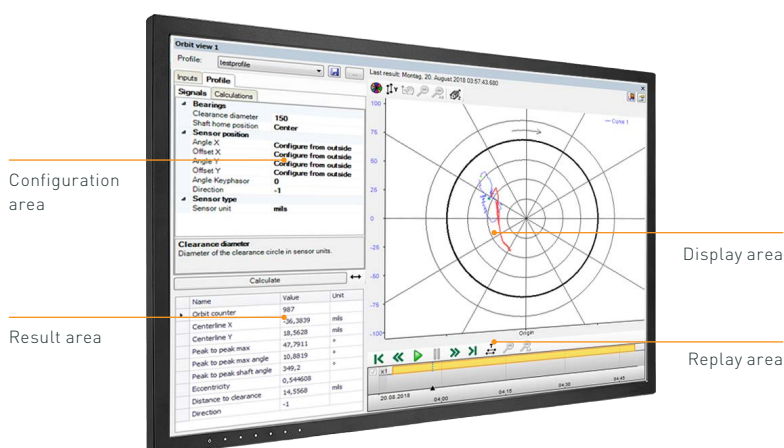 Orbit view 1
Profile: testprofile
Inputs Profile
Signals Calculations
Bearings
Clearance diameter 150
Shaft home position Center
Sensor position
Angle X Configure from outside
Offset X Configure from outside
Angle Y Configure from outside
Offset Y Configure from outside
Angle Keyphasor 0
Direction -1
Sensor type
Sensor unit mils
Clearance diameter
Diameter of the clearance circle in sensor units.
Calculate
Name Value Unit
Orbit counter 987
Centerline X -36,3839 mils
Centerline Y 18,5628 mils
Peak to peak max 47,7911 °
Peak to peak max angle 10,8819 °
Peak to peak shaft angle 349,2
Eccentricity 0,544608
Distance to clearance 14,5568 mils
Direction -1
Last result: Montag, 20. August 2018 03:57:43.680
100
75
50
25
0
-25
-50
-75
-100
Curve 1
Origin
XT
20.08.2018 04:00 04:15 04:30 04:45
Configuration
area
Result area
Display area
Replay area